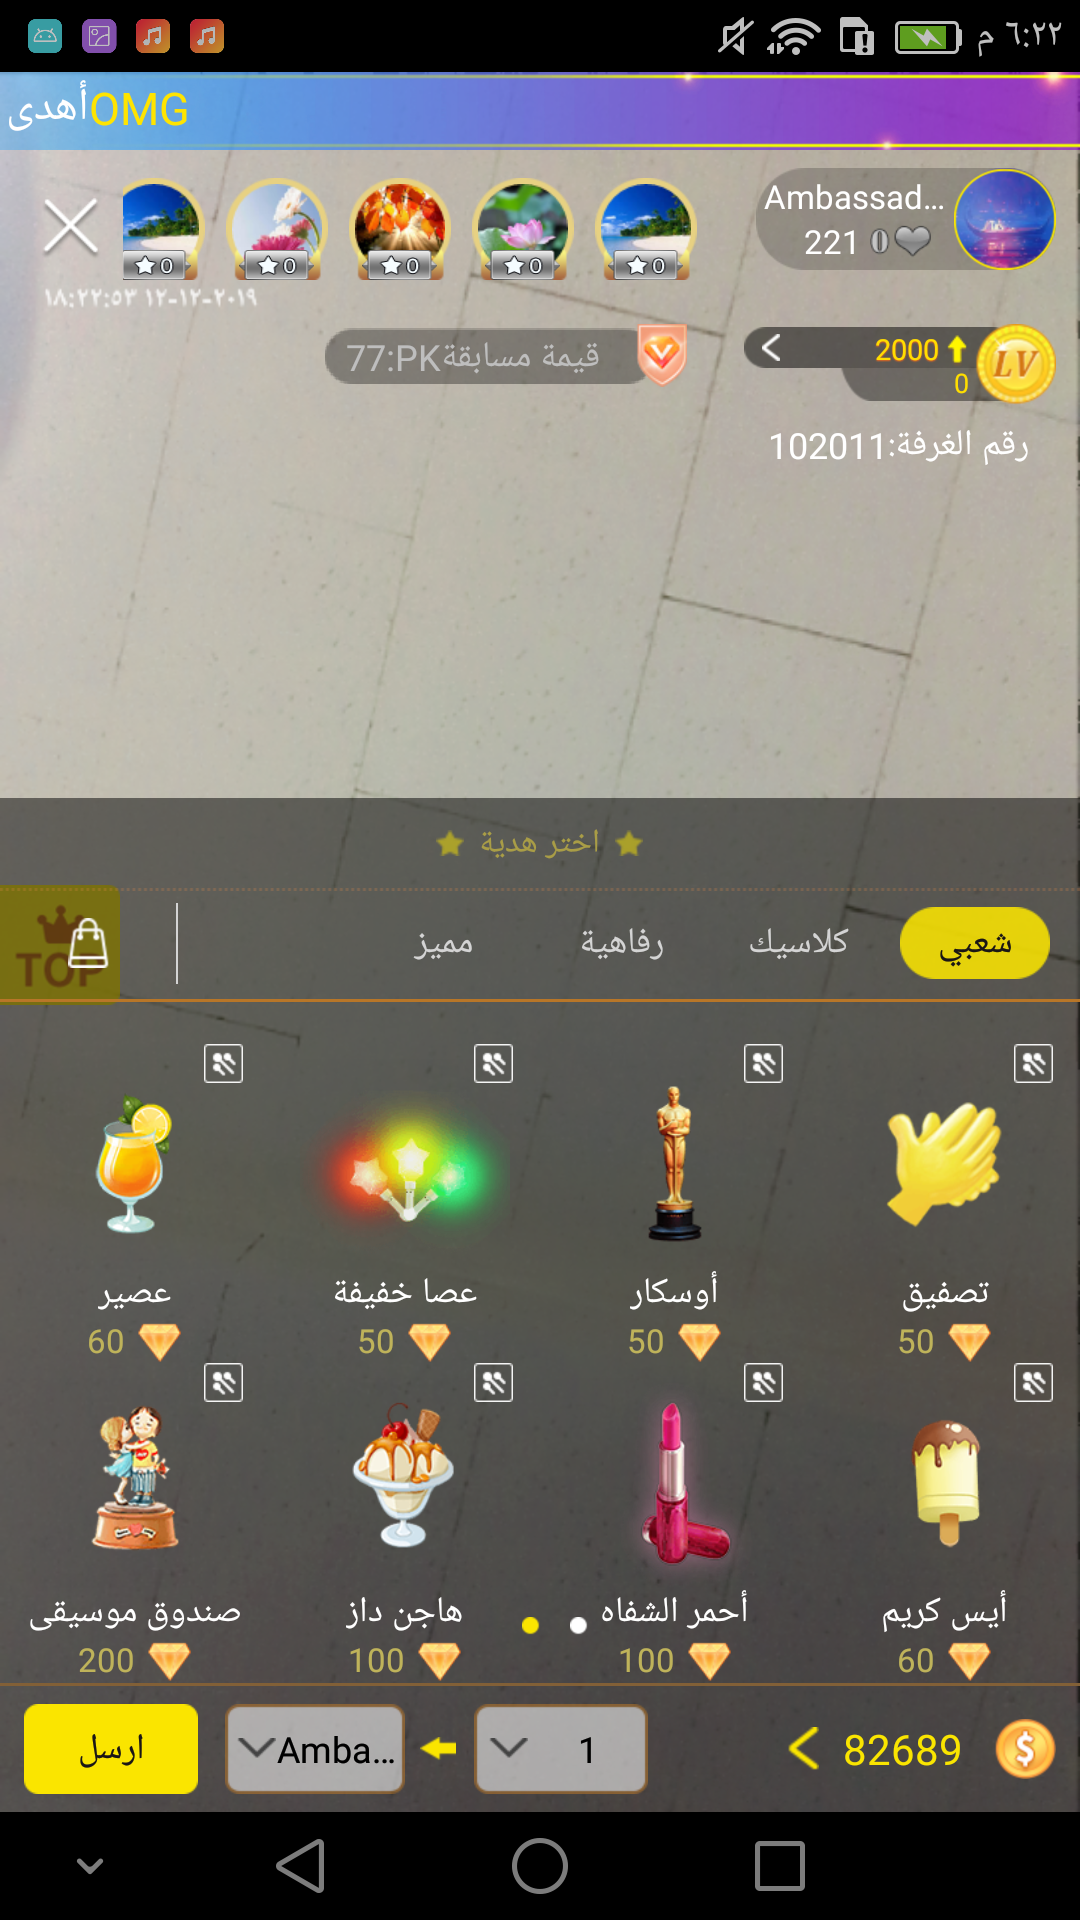 ٦:٢٢ م
OMGأهدى
Ambassad...
221 0
0
0
0
0
0
١٨:٢٢:٥٣ ١٢-١٢-٢٠١٩
قيمة مسابقةPK:77
2000
0
LV
رقم الغرفة:102011
اختر هدية
شعبي
كلاسيك
رفاهية
مميز
TOP
تصفيق
أوسكار
عصا خفيفة
عصير
50
50
50
60
أيس كريم
أحمر الشفاه
هاجن داز
صندوق موسيقى
60
100
100
200
82689
1
Amba...
ارسل